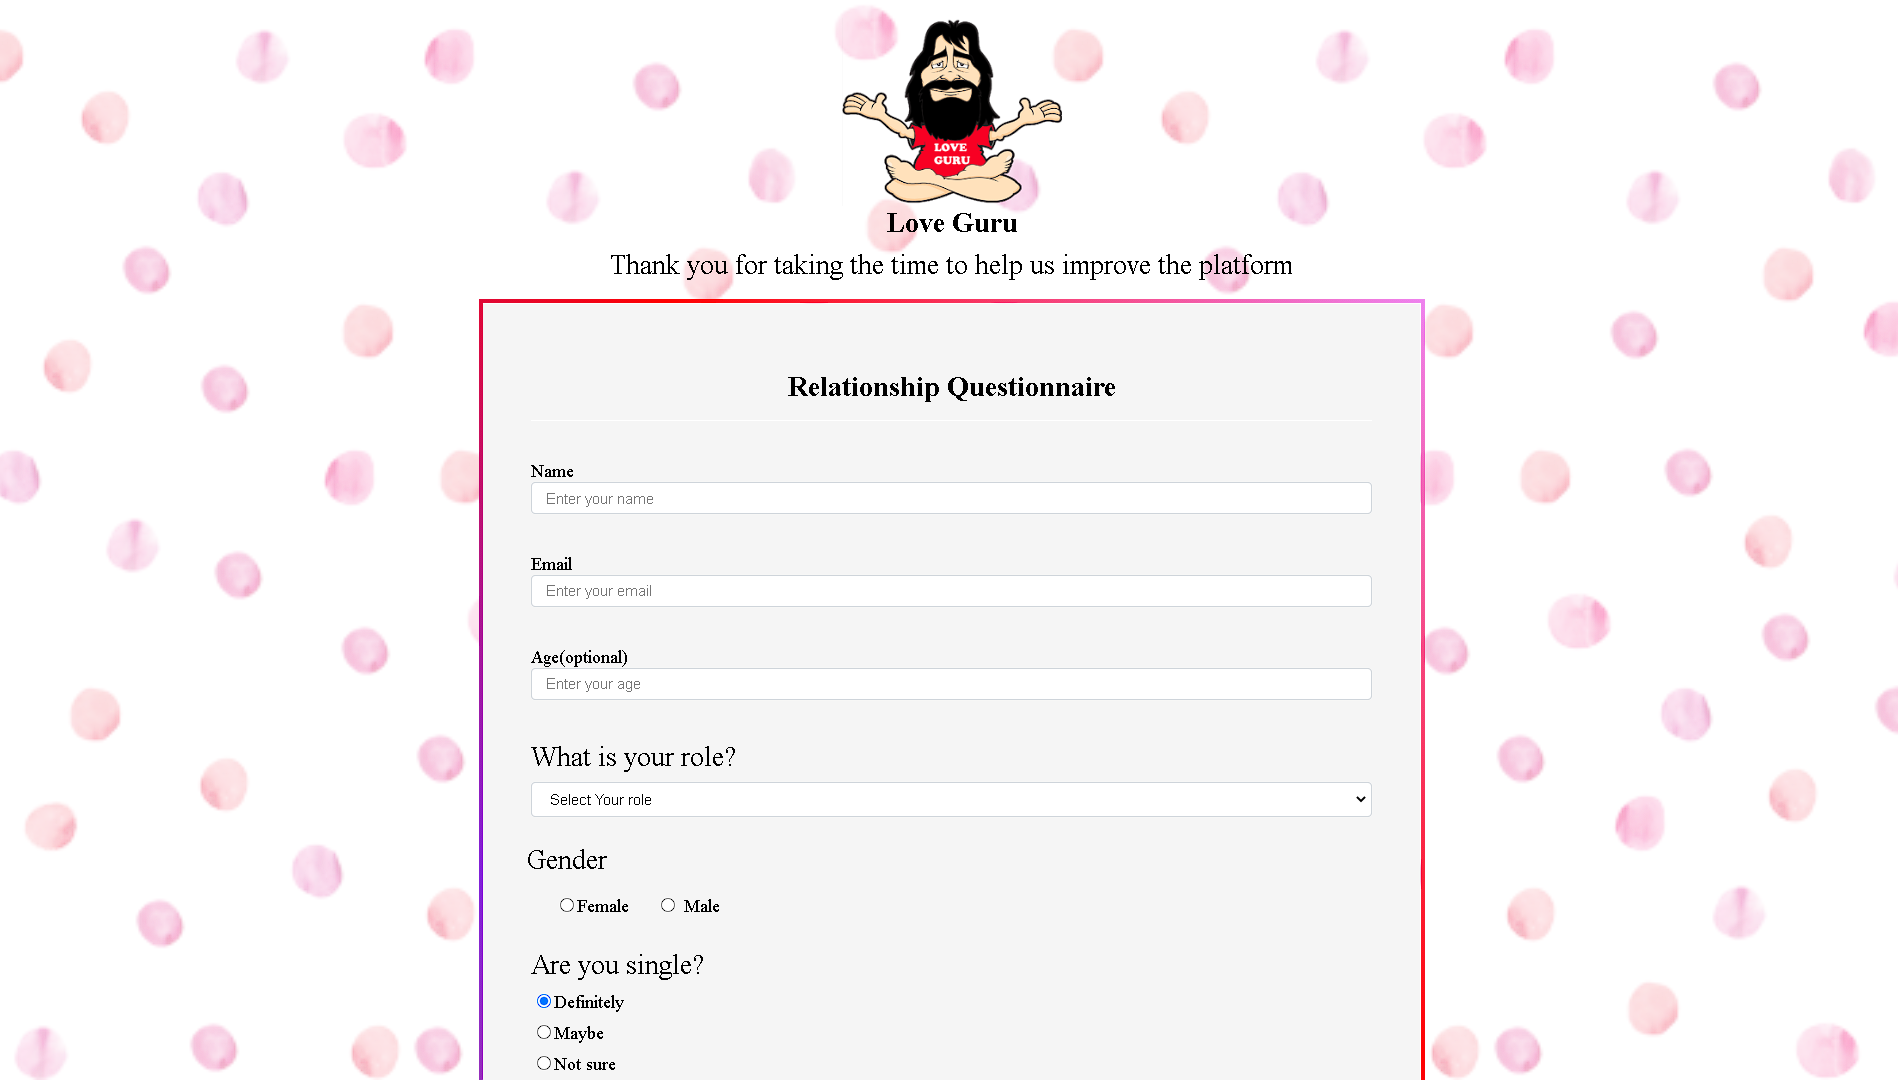 LOVE
GURU
Love Guru
Thank you for taking the time to help us improve the platform
Relationship Questionnaire
Name
Enter your name
Email
Enter your email
Age(optional)
Enter your age
What is your role?
Select Your role
Gender
Female Male
Are you single?
Definitely
Maybe
Not sure